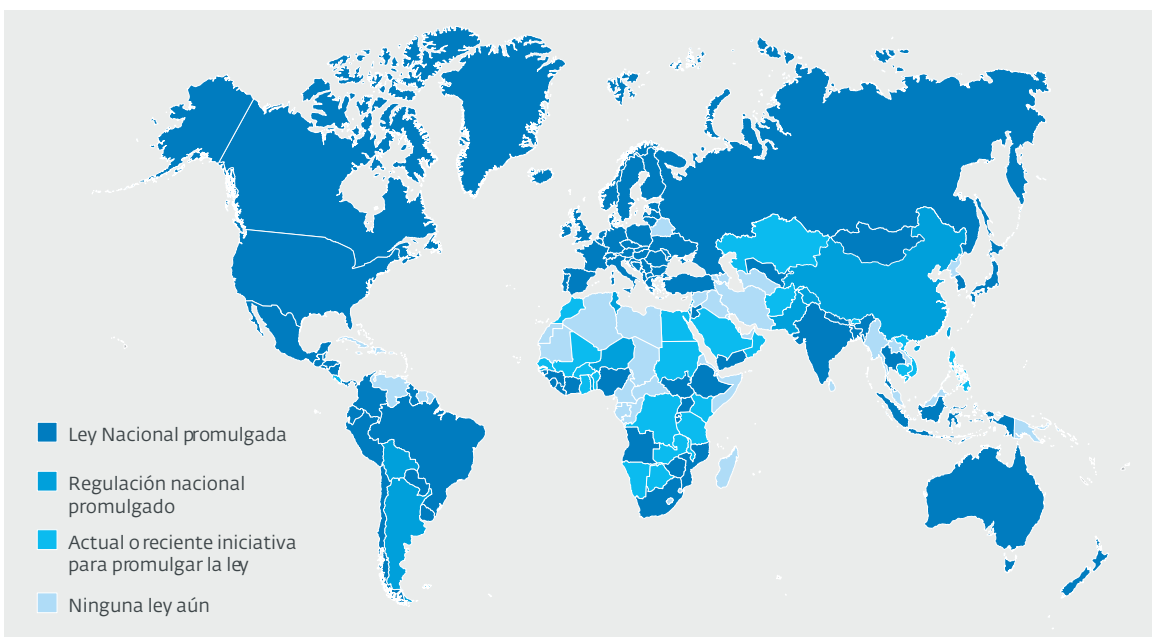 Ley Nacional promulgada
Regulación nacional
promulgado
Actual o reciente iniciativa
para promulgar la ley
Ninguna ley aún